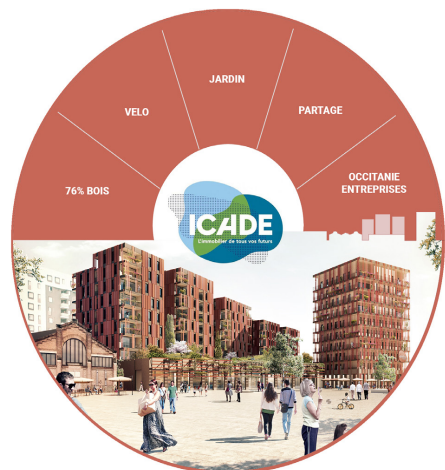 JARDIN
VELO
PARTAGE
76% BOIS
OCCITANIE
ENTREPRISES
ICADE
L'immobilier de tous vos futurs